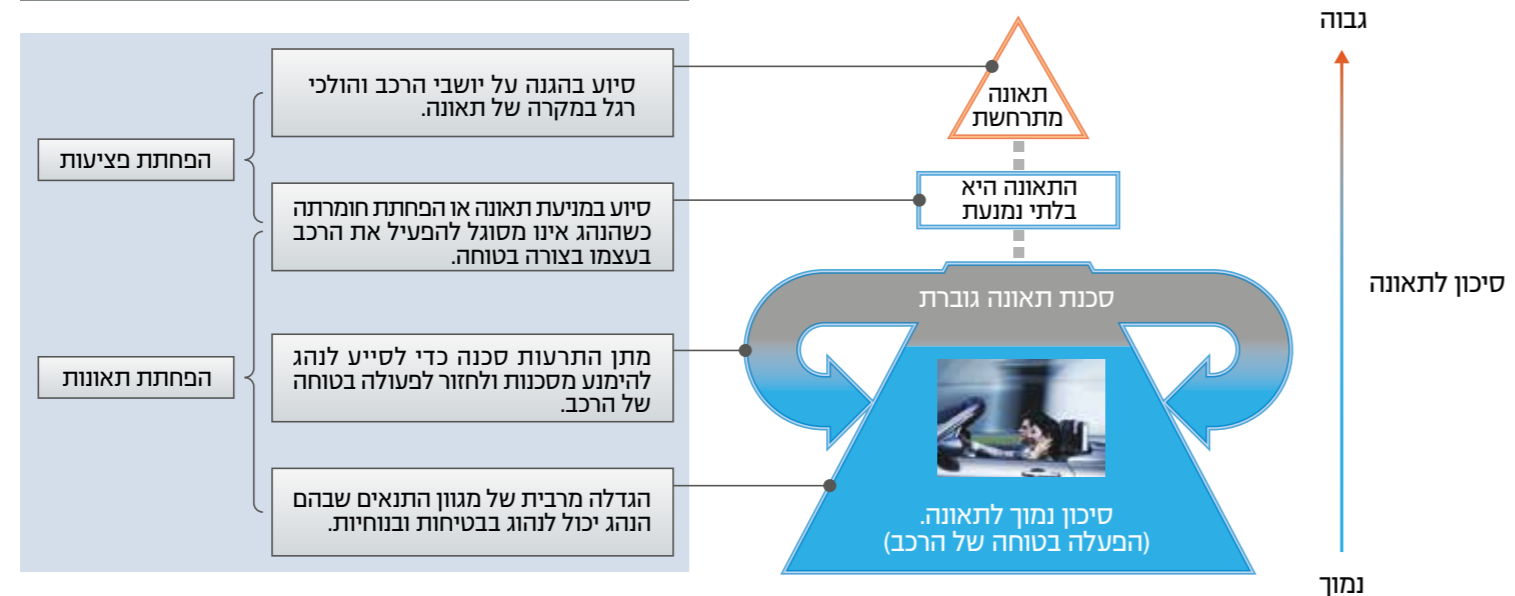 גבוה
סיכון לתאונה
נמוך
תאונה
מתרחשת
התאונה היא
בלתי נמנעת
סכנת תאונה גוברת
סיכון נמוך לתאונה.
(הפעלה בטוחה של הרכב)
סיוע בהגנה על יושבי הרכב והולכי
רגל במקרה של תאונה.
סיוע במניעת תאונה או הפחתת חומרתה
כשהנהג אינו מסוגל להפעיל את הרכב
בעצמו בצורה בטוחה.
מתן התרעות סכנה כדי לסייע לנהג
להימנע מסכנות ולחזור לפעולה בטוחה
של הרכב.
הגדלה מרבית של מגוון התנאים שבהם
הנהג יכול לנהוג בבטיחות ובנוחיות.
הפחתת פציעות
הפחתת תאונות